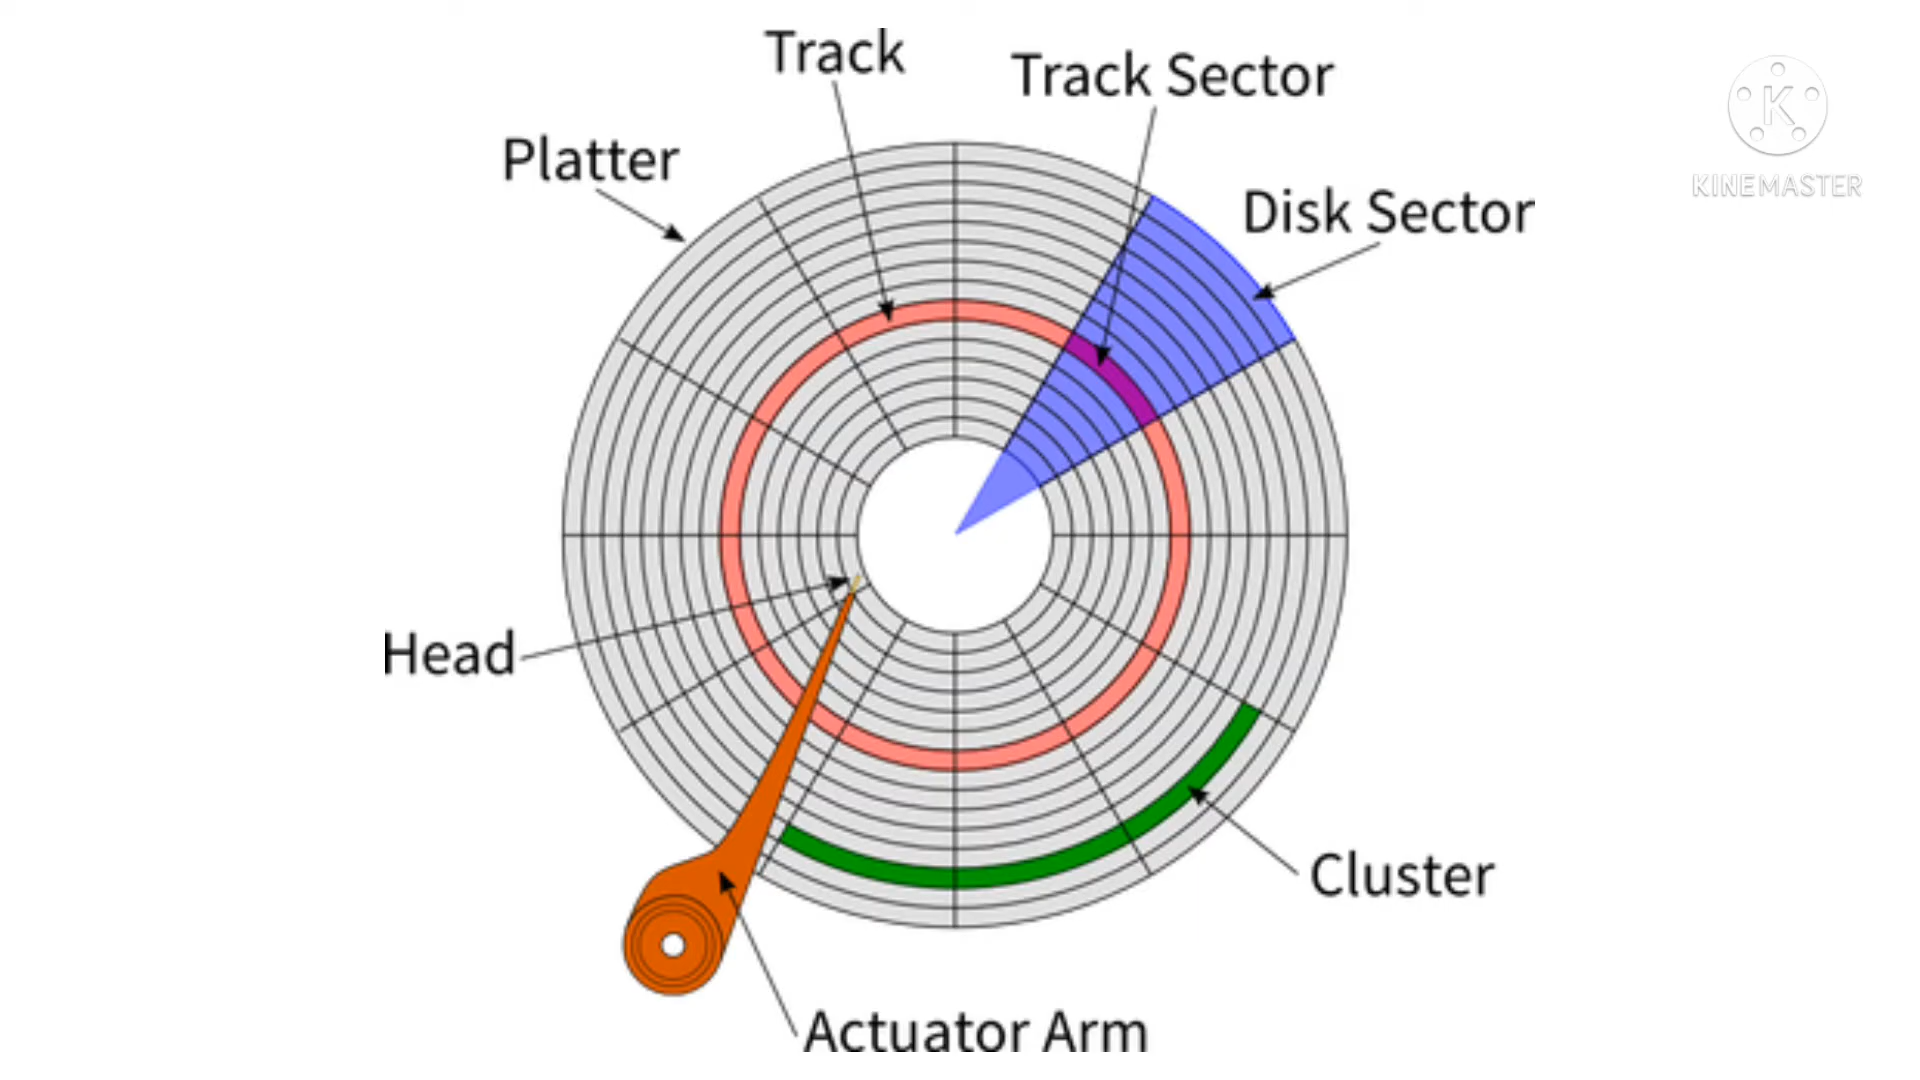 Track
Track Sector
Platter
Disk Sector
Head
Cluster
Actuator Arm
K
KINEMASTER